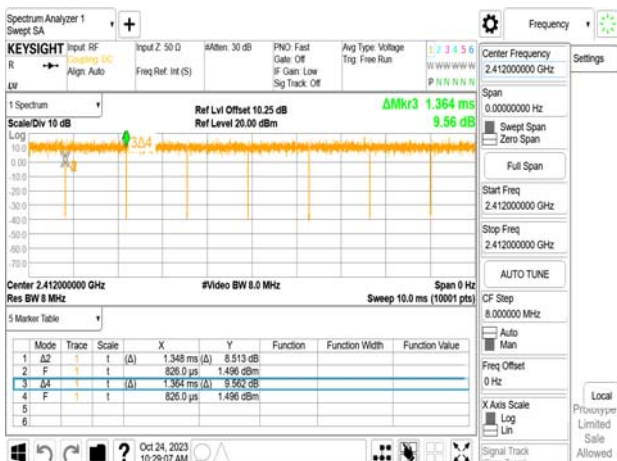 Spectrum Analyzer 1
Swept SA
Frequency
KEYSIGHT
Input: RF
Coupling: DC
Align: Auto
Input Z: 50 Ω
Freq Ref: Int (S)
#Atten: 30 dB
PNO: Fast
Gate: Off
IF Gain: Low
Sig Track: Off
Avg Type: Voltage
Trig: Free Run
1 2 3 4 5 6
W W W W W W
P N N N N N
R
LW
1 Spectrum
Scale/Div 10 dB
Ref Lvl Offset 10.25 dB
Ref Level 20.00 dBm
ΔMkr3 1.364 ms
9.56 dB
Log
10.0
0.00
-10.0
-20.0
-30.0
-40.0
-50.0
-60.0
-70.0
3Δ4
Center 2.412000000 GHz
Res BW 8 MHz
#Video BW 8.0 MHz
Span 0 Hz
Sweep 10.0 ms (10001 pts)
5 Marker Table
Mode Trace Scale X Y Function Function Width Function Value
1 Δ2 1 t (Δ) 1.348 ms (Δ) 8.513 dB
2 F 1 t 826.0 µs 1.496 dBm
3 Δ4 1 t (Δ) 1.364 ms (Δ) 9.562 dB
4 F 1 t 826.0 µs 1.496 dBm
5
6
Oct 24, 2023
10:29:07 AM
Center Frequency
2.412000000 GHz
Settings
Span
0.00000000 Hz
Swept Span
Zero Span
Full Span
Start Freq
2.412000000 GHz
Stop Freq
2.412000000 GHz
AUTO TUNE
CF Step
8.000000 MHz
Auto
Man
Freq Offset
0 Hz
X Axis Scale
Log
Lin
Signal Track
Local
Prototype
Limited
Sale
Allowed